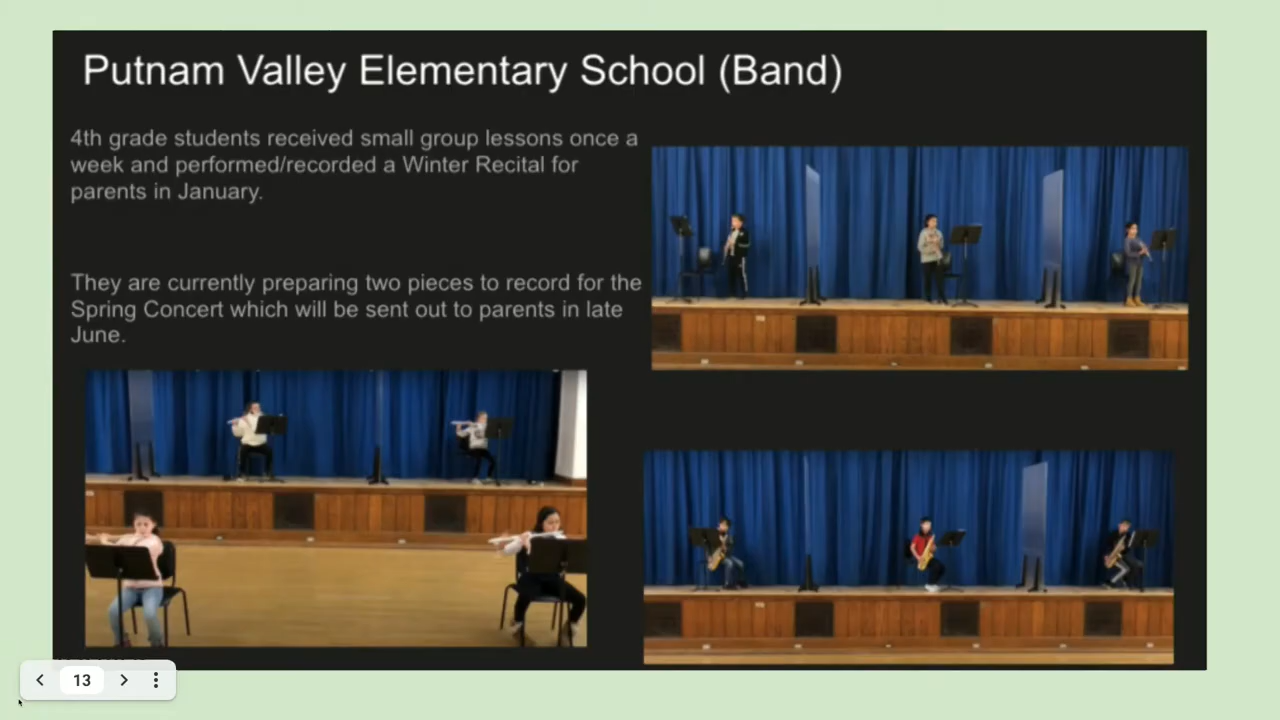 Putnam Valley Elementary School (Band)
4th grade students received small group lessons once a
week and performed/recorded a Winter Recital for
parents in January.
They are currently preparing two pieces to record for the
Spring Concert which will be sent out to parents in late
June.
13